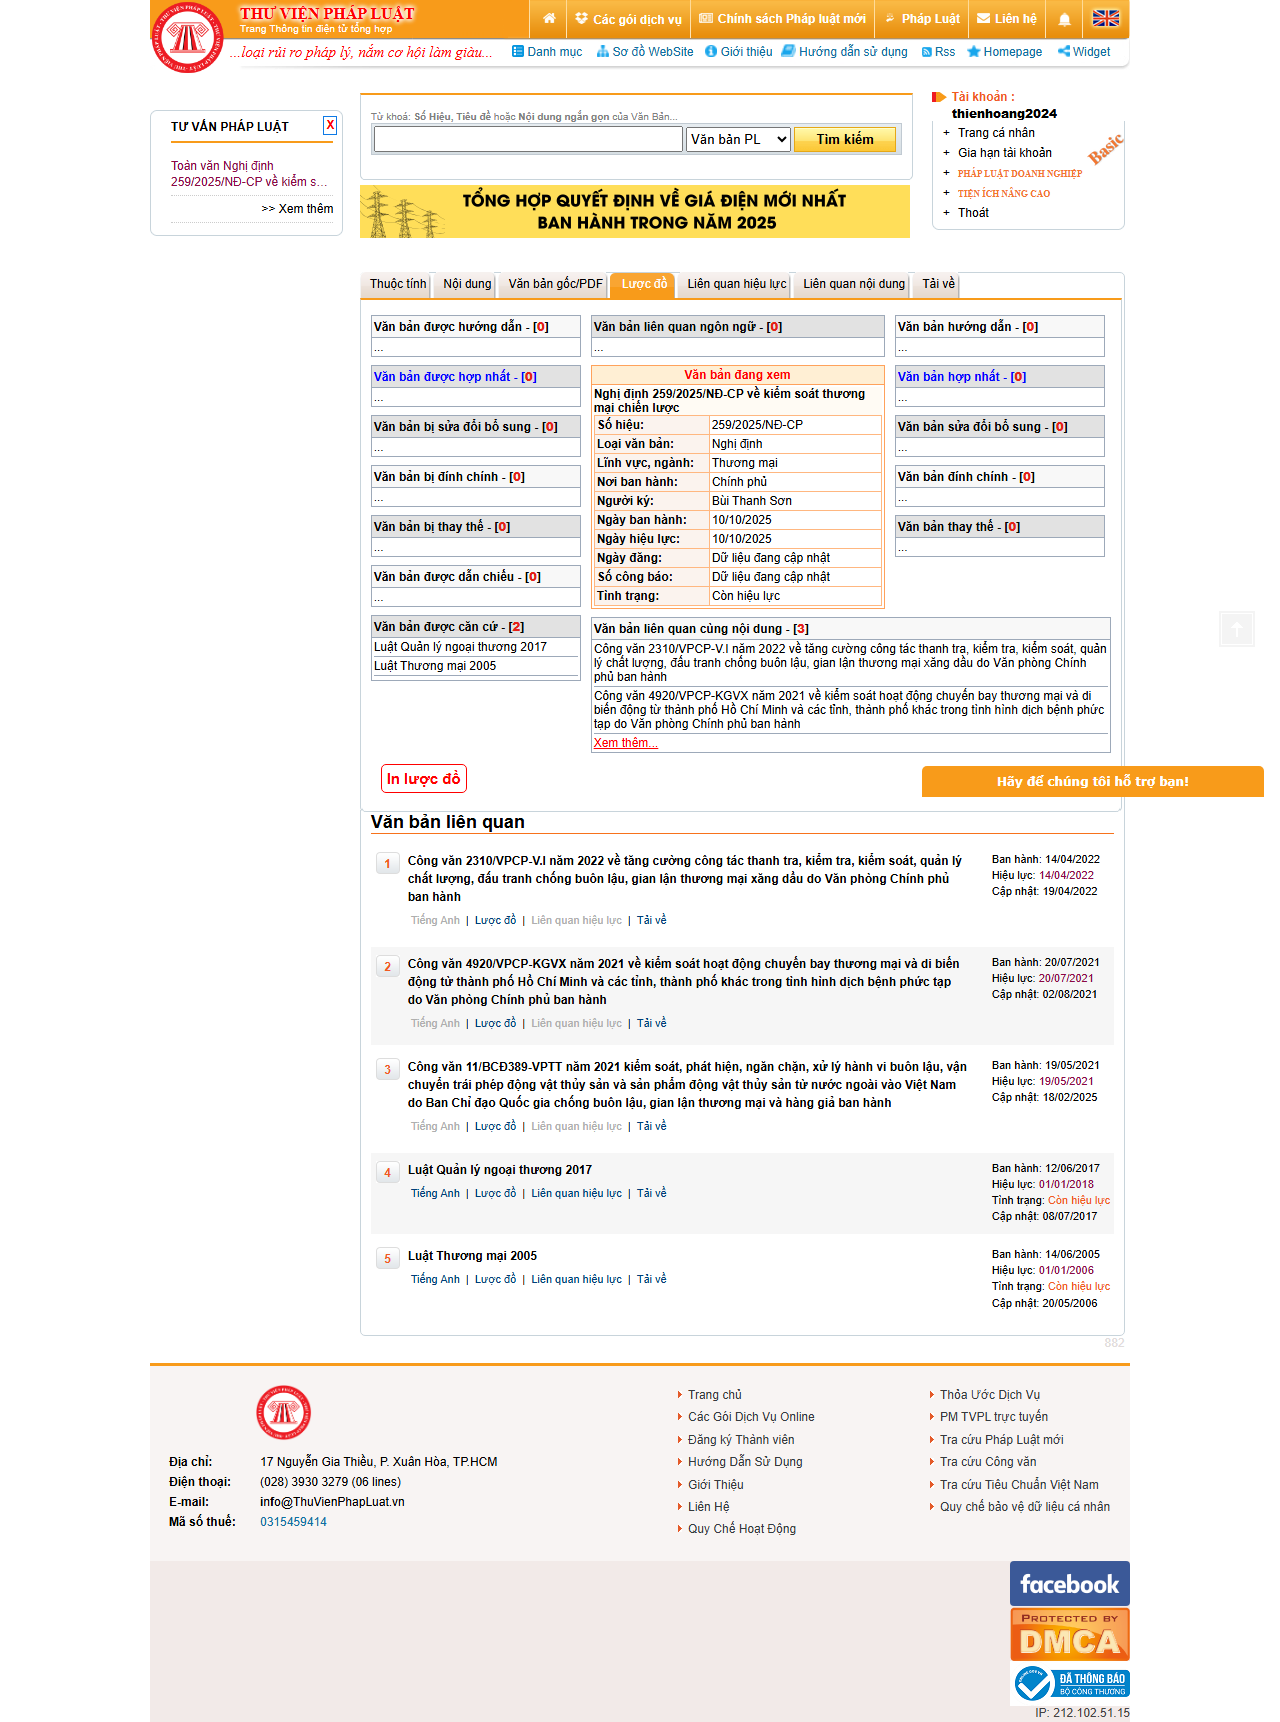 THƯ VIỆN PHÁP LUẬT
Trang Thông tin điện tử tổng hợp
Các gói dịch vụ
Chính sách Pháp luật mới
Pháp Luật
Liên hệ
...loại rủi ro pháp lý, nắm cơ hội làm giàu...
Danh mục
Sơ đồ WebSite
Giới thiệu
Hướng dẫn sử dụng
Rss
Homepage
Widget
TƯ VẤN PHÁP LUẬT
X
Toàn văn Nghị định
259/2025/NĐ-CP về kiểm s...
>> Xem thêm
Từ khoá: Số Hiệu, Tiêu đề hoặc Nội dung ngắn gọn của Văn Bản...
Văn bản PL
Tìm kiếm
TỔNG HỢP QUYẾT ĐỊNH VỀ GIÁ ĐIỆN MỚI NHẤT
BAN HÀNH TRONG NĂM 2025
Tài khoản :
thienhoang2024
+ Trang cá nhân
+ Gia hạn tài khoản
+ PHÁP LUẬT DOANH NGHIỆP
+ TIỆN ÍCH NÂNG CAO
+ Thoát
Basic
Thuộc tính
Nội dung
Văn bản gốc/PDF
Lược đồ
Liên quan hiệu lực
Liên quan nội dung
Tải về
Văn bản được hướng dẫn - [0]
...
Văn bản được hợp nhất - [0]
...
Văn bản bị sửa đổi bổ sung - [0]
...
Văn bản bị đính chính - [0]
...
Văn bản bị thay thế - [0]
...
Văn bản được dẫn chiếu - [0]
...
Văn bản được căn cứ - [2]
Luật Quản lý ngoại thương 2017
Luật Thương mại 2005
Văn bản liên quan ngôn ngữ - [0]
...
Văn bản đang xem
Nghị định 259/2025/NĐ-CP về kiểm soát thương
mại chiến lược
Số hiệu: 259/2025/NĐ-CP
Loại văn bản: Nghị định
Lĩnh vực, ngành: Thương mại
Nơi ban hành: Chính phủ
Người ký: Bùi Thanh Sơn
Ngày ban hành: 10/10/2025
Ngày hiệu lực: 10/10/2025
Ngày đăng: Dữ liệu đang cập nhật
Số công báo: Dữ liệu đang cập nhật
Tình trạng: Còn hiệu lực
Văn bản hướng dẫn - [0]
...
Văn bản hợp nhất - [0]
...
Văn bản sửa đổi bổ sung - [0]
...
Văn bản đính chính - [0]
...
Văn bản thay thế - [0]
...
Văn bản liên quan cùng nội dung - [3]
Công văn 2310/VPCP-V.I năm 2022 về tăng cường công tác thanh tra, kiểm tra, kiểm soát, quản
lý chất lượng, đấu tranh chống buôn lậu, gian lận thương mại xăng dầu do Văn phòng Chính
phủ ban hành
Công văn 4920/VPCP-KGVX năm 2021 về kiểm soát hoạt động chuyến bay thương mại và di
biến động từ thành phố Hồ Chí Minh và các tỉnh, thành phố khác trong tình hình dịch bệnh phức
tạp do Văn phòng Chính phủ ban hành
Xem thêm...
In lược đồ
Hãy để chúng tôi hỗ trợ bạn!
Văn bản liên quan
1
Công văn 2310/VPCP-V.I năm 2022 về tăng cường công tác thanh tra, kiểm tra, kiểm soát, quản lý
chất lượng, đấu tranh chống buôn lậu, gian lận thương mại xăng dầu do Văn phòng Chính phủ
ban hành
Tiếng Anh | Lược đồ | Liên quan hiệu lực | Tải về
Ban hành: 14/04/2022
Hiệu lực: 14/04/2022
Cập nhật: 19/04/2022
2
Công văn 4920/VPCP-KGVX năm 2021 về kiểm soát hoạt động chuyến bay thương mại và di biến
động từ thành phố Hồ Chí Minh và các tỉnh, thành phố khác trong tình hình dịch bệnh phức tạp
do Văn phòng Chính phủ ban hành
Tiếng Anh | Lược đồ | Liên quan hiệu lực | Tải về
Ban hành: 20/07/2021
Hiệu lực: 20/07/2021
Cập nhật: 02/08/2021
3
Công văn 11/BCĐ389-VPTT năm 2021 kiểm soát, phát hiện, ngăn chặn, xử lý hành vi buôn lậu, vận
chuyển trái phép động vật thủy sản và sản phẩm động vật thủy sản từ nước ngoài vào Việt Nam
do Ban Chỉ đạo Quốc gia chống buôn lậu, gian lận thương mại và hàng giả ban hành
Tiếng Anh | Lược đồ | Liên quan hiệu lực | Tải về
Ban hành: 19/05/2021
Hiệu lực: 19/05/2021
Cập nhật: 18/02/2025
4
Luật Quản lý ngoại thương 2017
Tiếng Anh | Lược đồ | Liên quan hiệu lực | Tải về
Ban hành: 12/06/2017
Hiệu lực: 01/01/2018
Tình trạng: Còn hiệu lực
Cập nhật: 08/07/2017
5
Luật Thương mại 2005
Tiếng Anh | Lược đồ | Liên quan hiệu lực | Tải về
Ban hành: 14/06/2005
Hiệu lực: 01/01/2006
Tình trạng: Còn hiệu lực
Cập nhật: 20/05/2006
882
Địa chỉ: 17 Nguyễn Gia Thiều, P. Xuân Hòa, TP.HCM
Điện thoại: (028) 3930 3279 (06 lines)
E-mail: info@ThuVienPhapLuat.vn
Mã số thuế: 0315459414
Trang chủ
Các Gói Dịch Vụ Online
Đăng ký Thành viên
Hướng Dẫn Sử Dụng
Giới Thiệu
Liên Hệ
Quy Chế Hoạt Động
Thỏa Ước Dịch Vụ
PM TVPL trực tuyến
Tra cứu Pháp Luật mới
Tra cứu Công văn
Tra cứu Tiêu Chuẩn Việt Nam
Quy chế bảo vệ dữ liệu cá nhân
facebook
PROTECTED BY
DMCA
ĐÃ THÔNG BÁO
BỘ CÔNG THƯƠNG
IP: 212.102.51.15